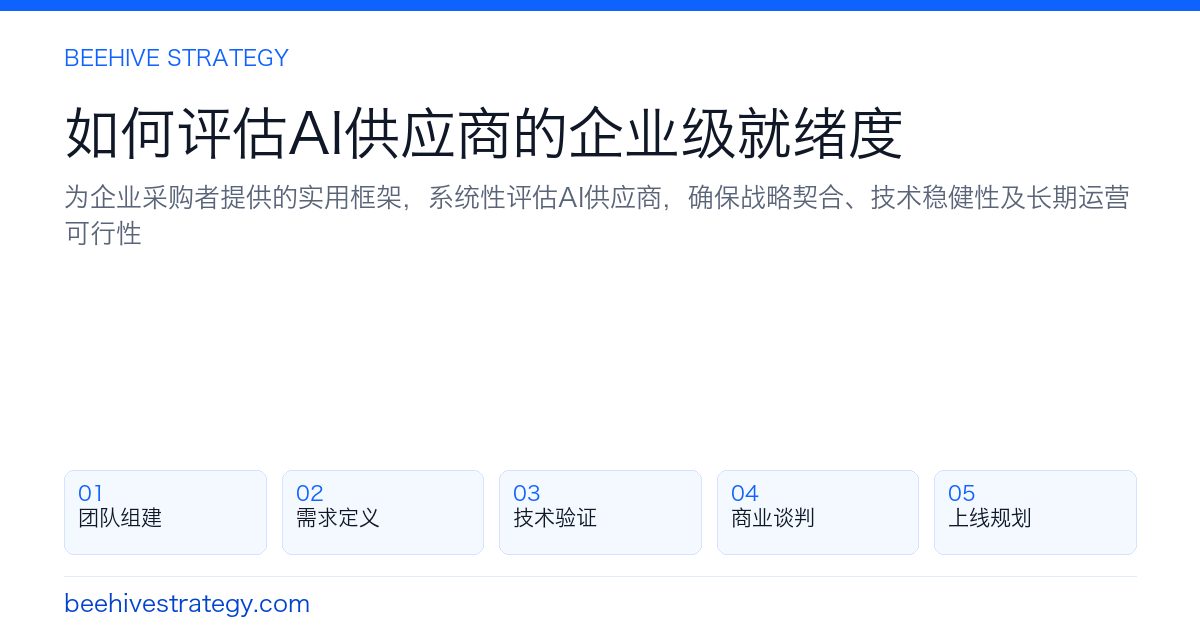 BEEHIVE STRATEGY
如何评估AI供应商的企业级就绪度
为企业采购者提供的实用框架，系统性评估AI供应商，确保战略契合、技术稳健性及长期运营
可行性
01
团队组建
02
需求定义
03
技术验证
04
商业谈判
05
上线规划
beehivestrategy.com